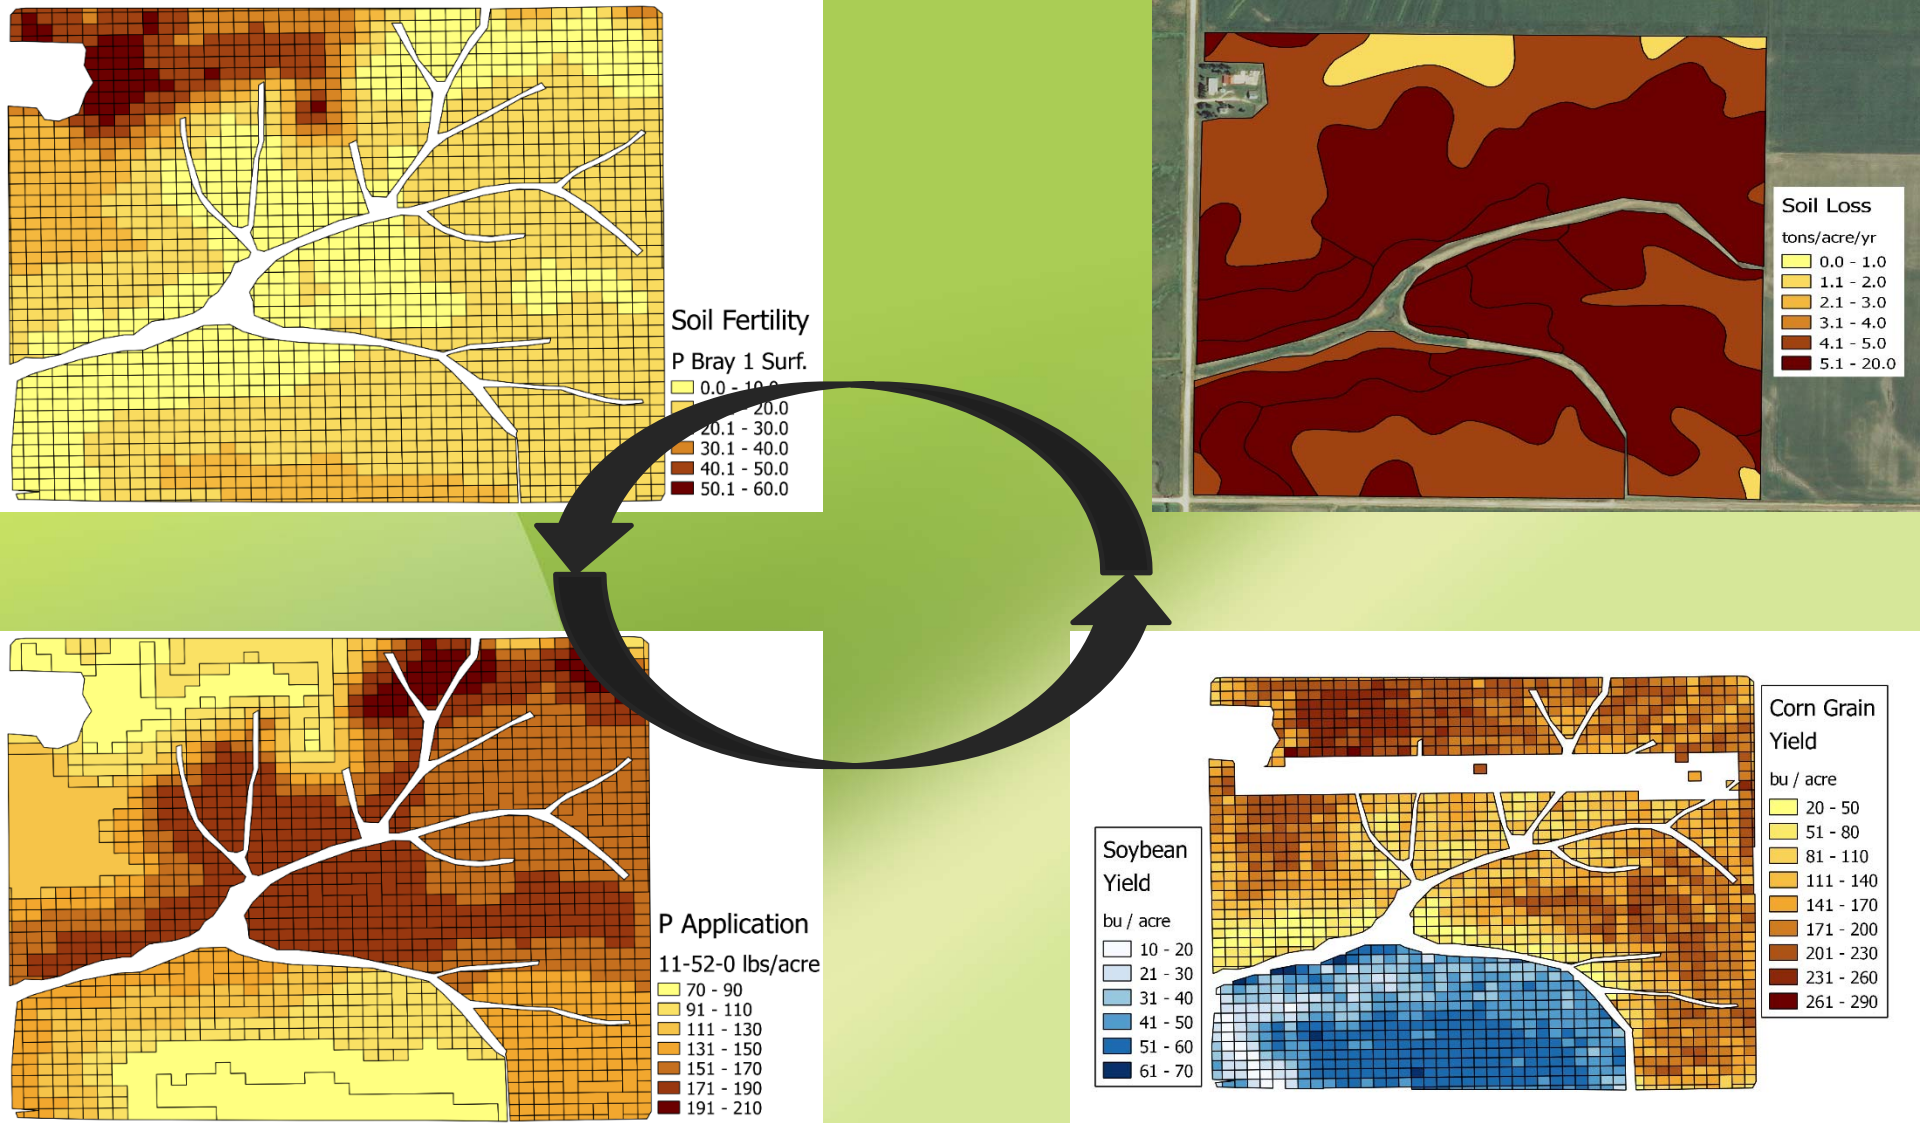 Soil Fertility
P Bray 1 Surf.
0.0 - 10.0
20.0
20.1 - 30.0
30.1 - 40.0
40.1 - 50.0
50.1 - 60.0
Soil Loss
tons/acre/yr
0.0 - 1.0
1.1 - 2.0
2.1 - 3.0
3.1 - 4.0
4.1 - 5.0
5.1 - 20.0
P Application
11-52-0 lbs/acre
70 - 90
91 - 110
111 - 130
131 - 150
151 - 170
171 - 190
191 - 210
Soybean
Yield
bu / acre
10 - 20
21 - 30
31 - 40
41 - 50
51 - 60
61 - 70
Corn Grain
Yield
bu / acre
20 - 50
51 - 80
81 - 110
111 - 140
141 - 170
171 - 200
201 - 230
231 - 260
261 - 290